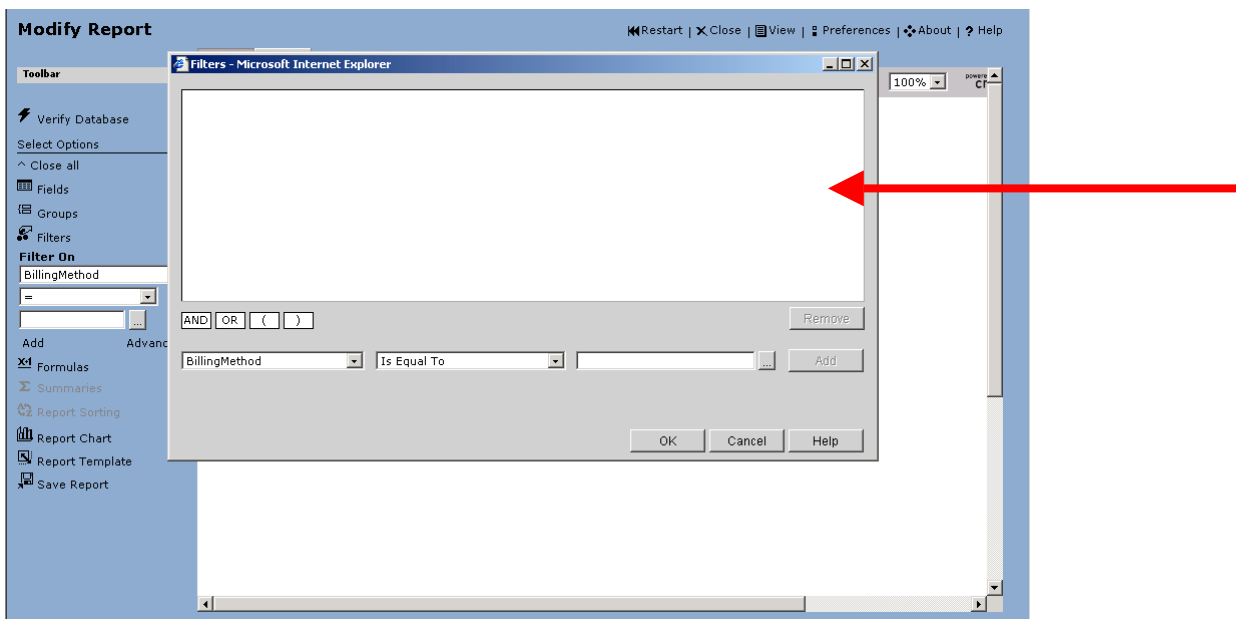 Modify Report
Restart | Close | View | Preferences | About | ? Help
Toolbar
Filters - Microsoft Internet Explorer
100%
Verify Database
Select Options
^ Close all
Fields
Groups
Filters
Filter On
BillingMethod
=
...
Add Advanc
Formulas
Σ Summaries
Report Sorting
Report Chart
Report Template
Save Report
AND OR ( ) Remove
BillingMethod Is Equal To ... Add
OK Cancel Help